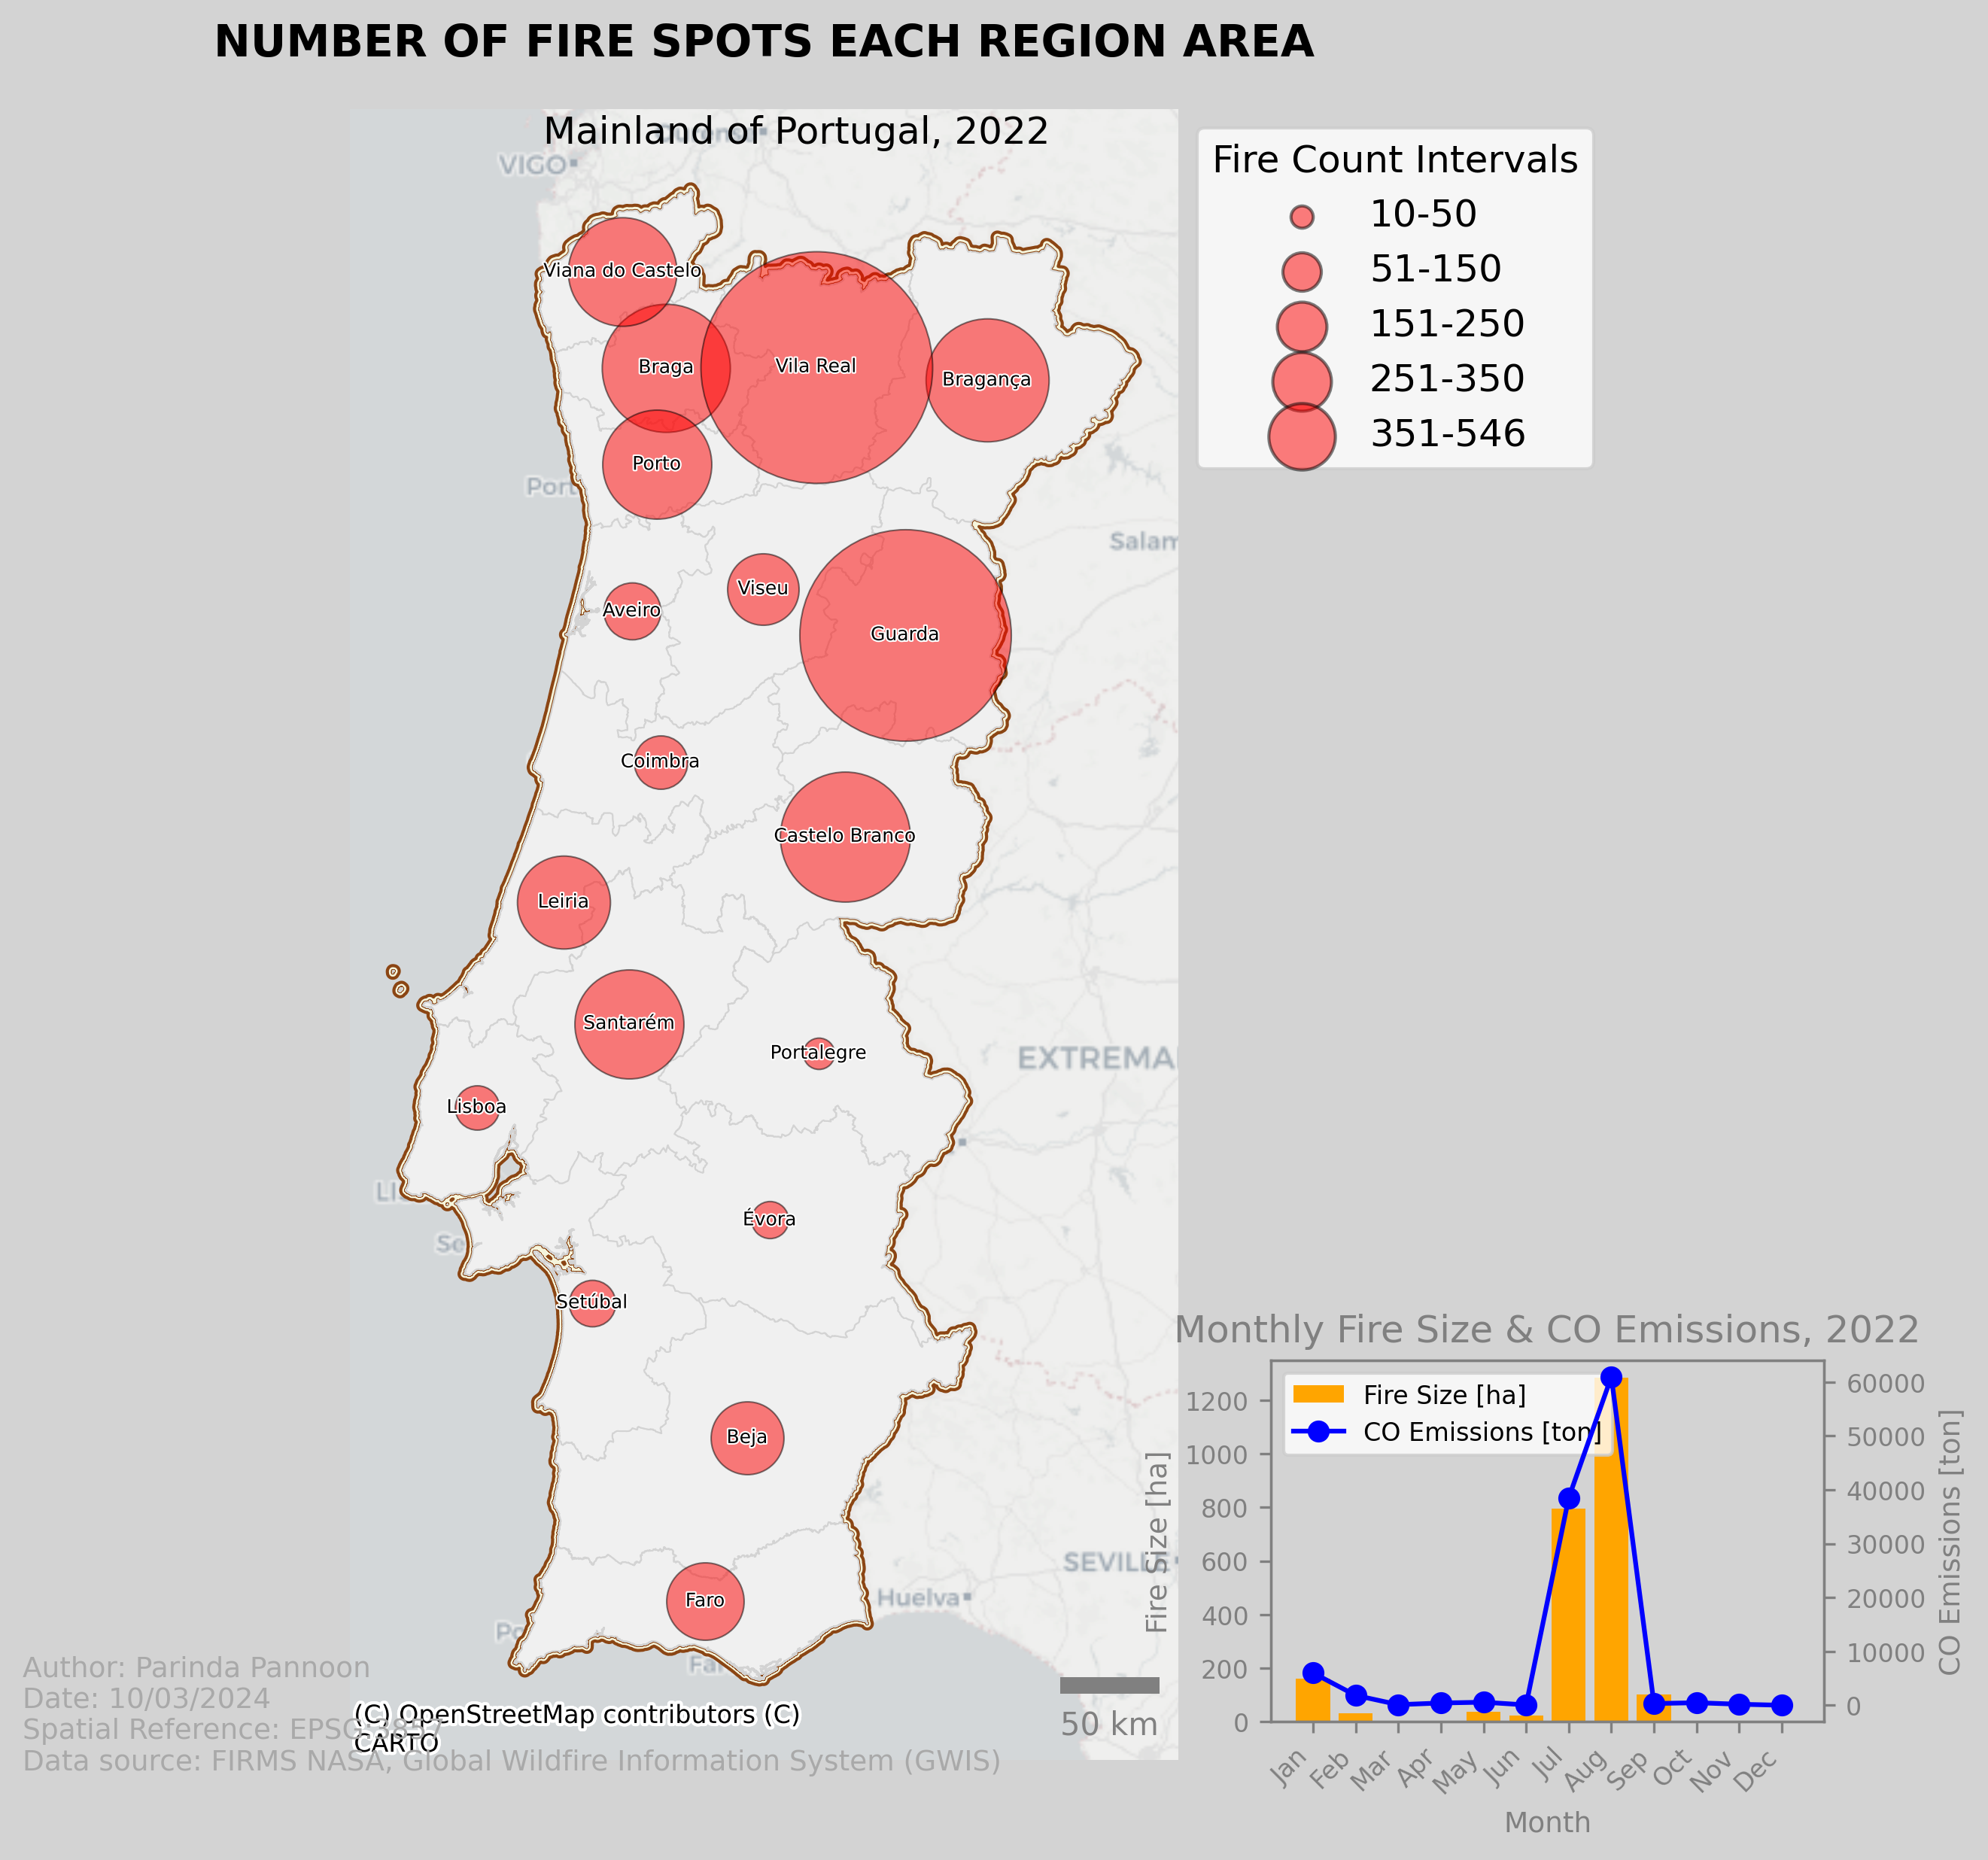 NUMBER OF FIRE SPOTS EACH REGION AREA
Mainland of Portugal, 2022
VIGO
Fire Count Intervals
10-50
51-150
151-250
251-350
351-546
Viana do Castelo
Braga
Vila Real
Bragança
Porto
Port
Salam
Viseu
Aveiro
Guarda
Coimbra
Castelo Branco
Leiria
Santarém
Portalegre
EXTREMA
Lisboa
LIS
Évora
Se
Setúbal
Beja
SEVILLE
Faro
Huelva
Po
Far
50 km
Monthly Fire Size & CO Emissions, 2022
Fire Size [ha]
CO Emissions [ton]
1200
1000
800
600
400
200
0
Fire Size [ha]
60000
50000
40000
30000
20000
10000
0
CO Emissions [ton]
Jan
Feb
Mar
Apr
May
Jun
Jul
Aug
Sep
Oct
Nov
Dec
Month
Author: Parinda Pannoon
Date: 10/03/2024
Spatial Reference: EPSG:3857
Data source: FIRMS NASA, Global Wildfire Information System (GWIS)
(C) OpenStreetMap contributors (C)
CARTO